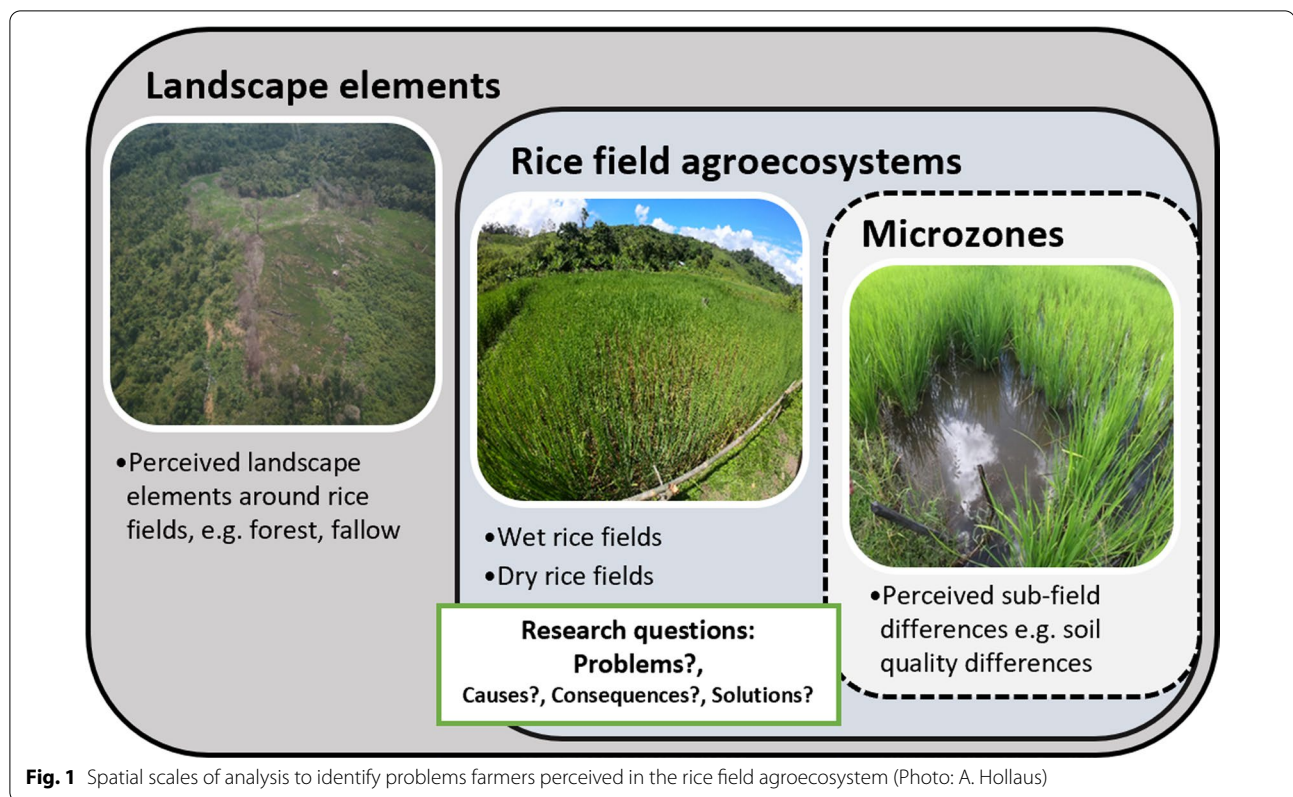 Landscape elements
•Perceived landscape
elements around rice
fields, e.g. forest, fallow
Rice field agroecosystems
•Wet rice fields
•Dry rice fields
Microzones
•Perceived sub-field
differences e.g. soil
quality differences
Research questions:
Problems?,
Causes?, Consequences?, Solutions?
Fig. 1 Spatial scales of analysis to identify problems farmers perceived in the rice field agroecosystem (Photo: A. Hollaus)